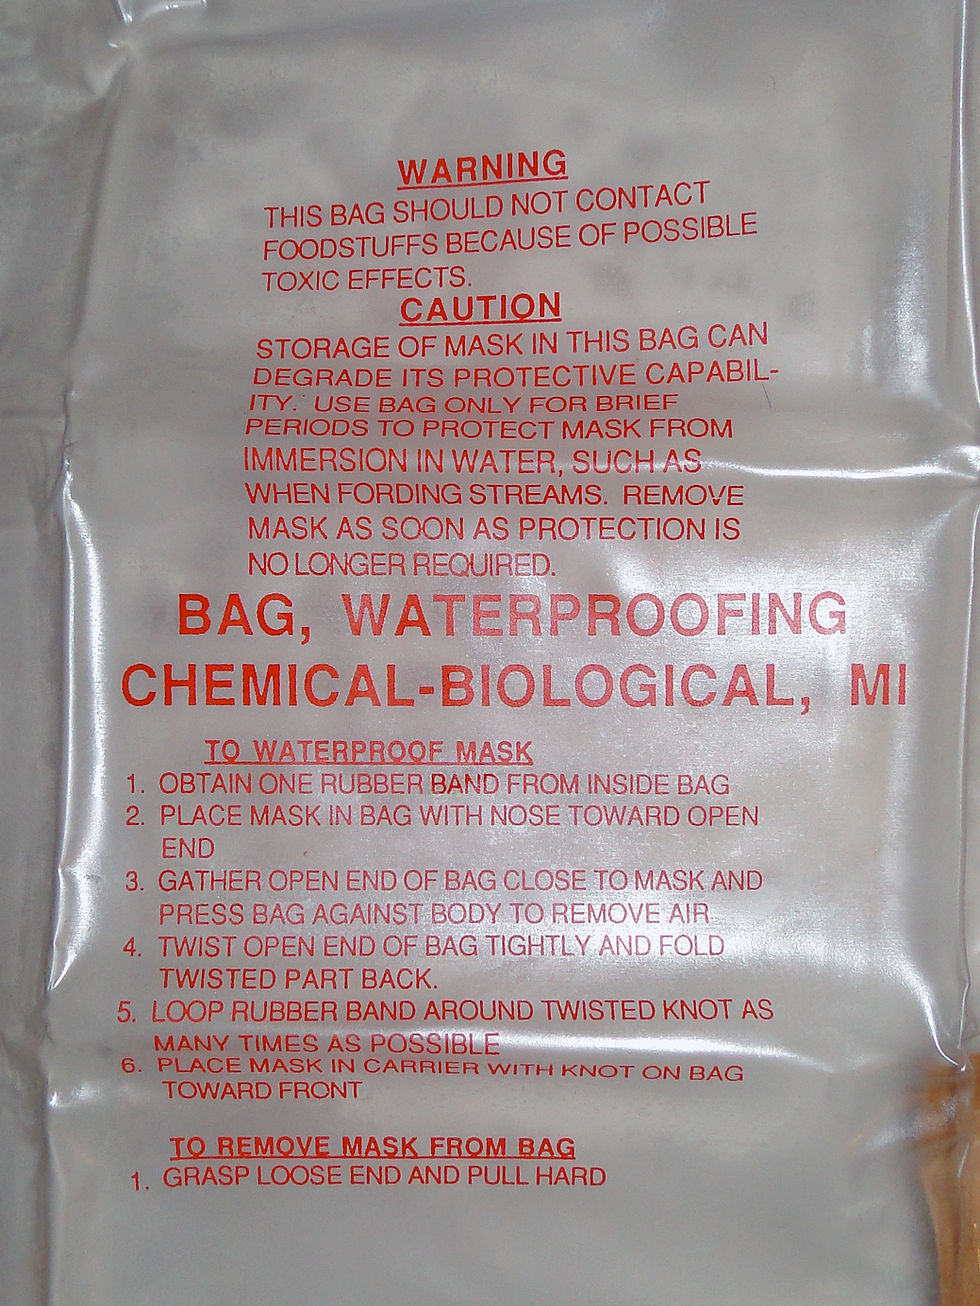 WARNING
THIS BAG SHOULD NOT CONTACT
FOODSTUFFS BECAUSE OF POSSIBLE
TOXIC EFFECTS.
CAUTION
STORAGE OF MASK IN THIS BAG CAN
DEGRADE ITS PROTECTIVE CAPABIL-
ITY. USE BAG ONLY FOR BRIEF
PERIODS TO PROTECT MASK FROM
IMMERSION IN WATER, SUCH AS
WHEN FORDING STREAMS. REMOVE
MASK AS SOON AS PROTECTION IS
NO LONGER REQUIRED.
BAG, WATERPROOFING
CHEMICAL-BIOLOGICAL, MI
TO WATERPROOF MASK
1. OBTAIN ONE RUBBER BAND FROM INSIDE BAG
2. PLACE MASK IN BAG WITH NOSE TOWARD OPEN
END
3. GATHER OPEN END OF BAG CLOSE TO MASK AND
PRESS BAG AGAINST BODY TO REMOVE AIR
4. TWIST OPEN END OF BAG TIGHTLY AND FOLD
TWISTED PART BACK.
5. LOOP RUBBER BAND AROUND TWISTED KNOT AS
MANY TIMES AS POSSIBLE
6. PLACE MASK IN CARRIER WITH KNOT ON BAG
TOWARD FRONT
TO REMOVE MASK FROM BAG
1. GRASP LOOSE END AND PULL HARD